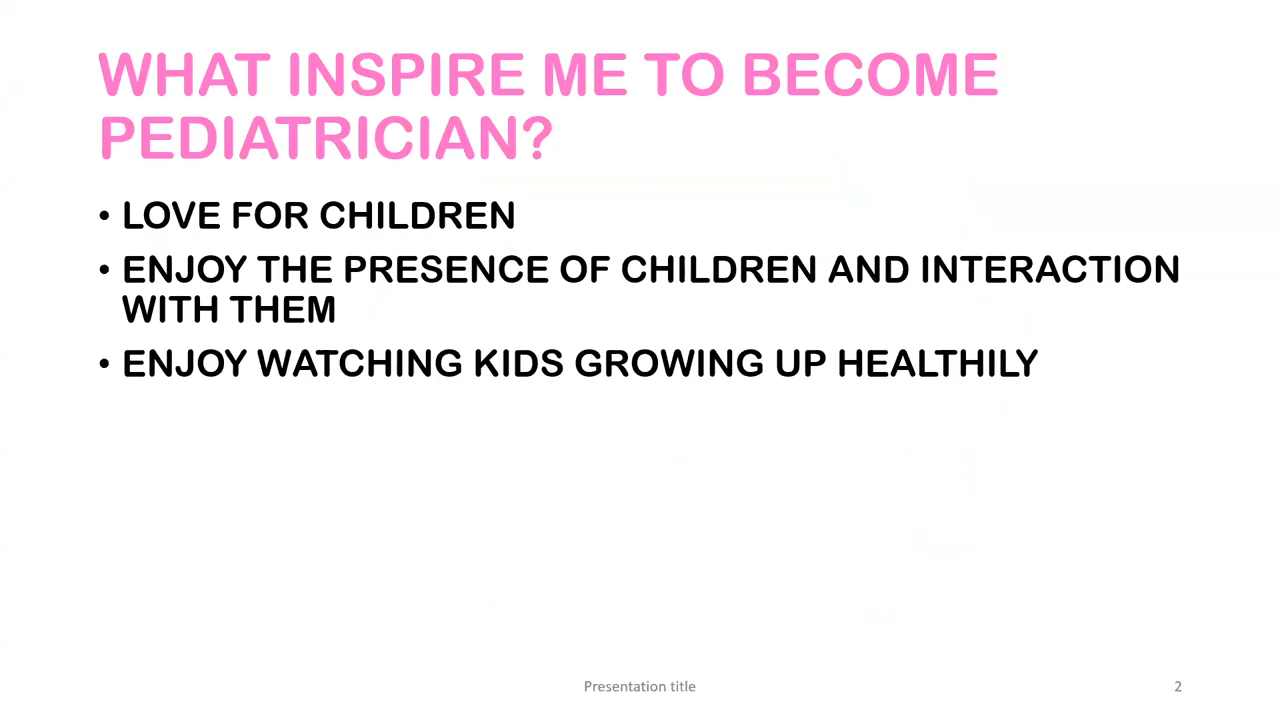 WHAT INSPIRE ME TO BECOME
PEDIATRICIAN?
• LOVE FOR CHILDREN
• ENJOY THE PRESENCE OF CHILDREN AND INTERACTION
WITH THEM
• ENJOY WATCHING KIDS GROWING UP HEALTHILY
Presentation title
2